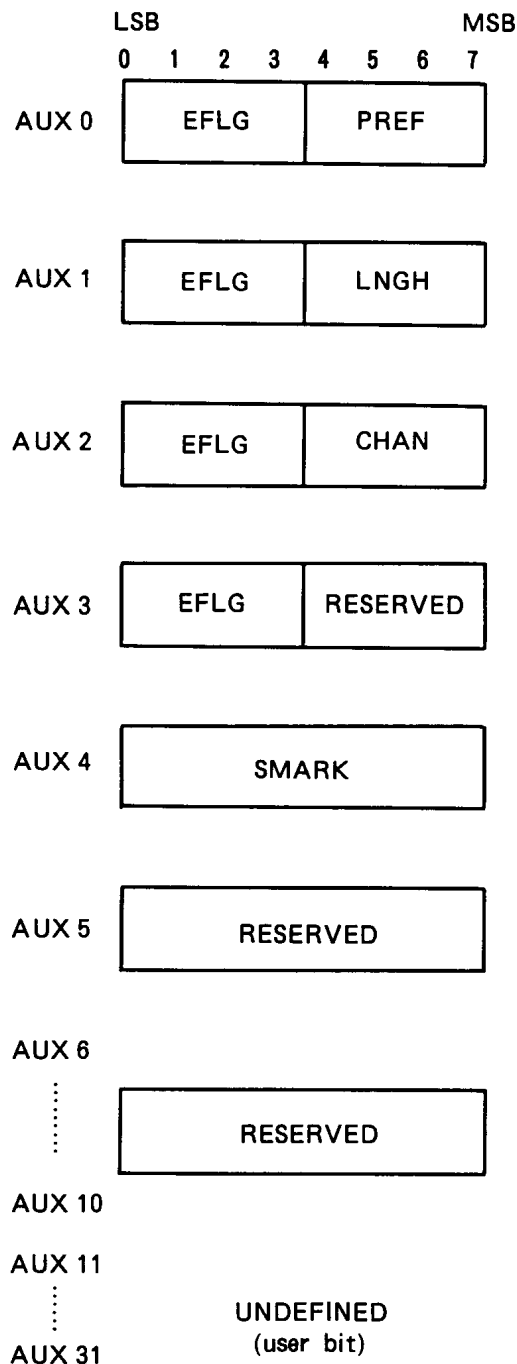 LSB MSB
0 1 2 3 4 5 6 7
AUX 0 EFLG PREF
AUX 1 EFLG LNGH
AUX 2 EFLG CHAN
AUX 3 EFLG RESERVED
AUX 4 SMARK
AUX 5 RESERVED
AUX 6
RESERVED
AUX 10
AUX 11
UNDEFINED
(user bit)
AUX 31